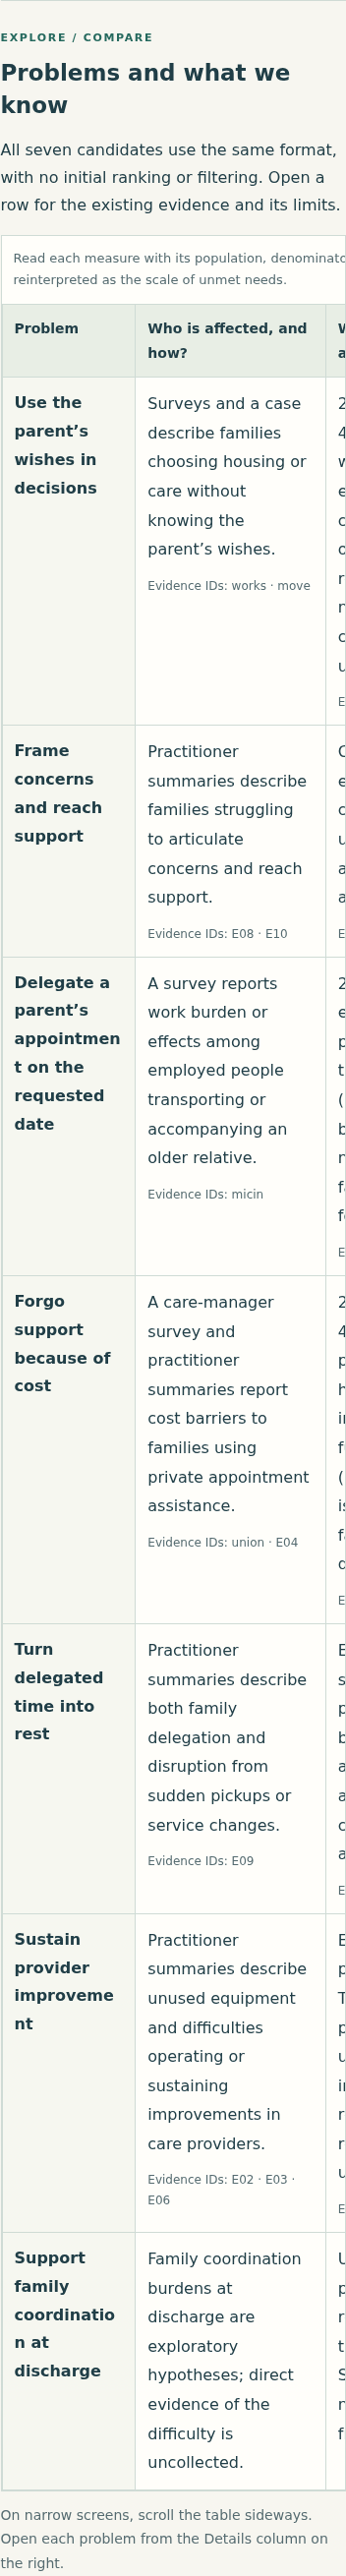 EXPLORE / COMPARE
Problems and what we
know
All seven candidates use the same format,
with no initial ranking or filtering. Open a
row for the existing evidence and its limits.
Read each measure with its population,
reinterpreted as the scale of unmet needs.
Problem
Who is affected, and
how?
Use the
parent’s
wishes in
decisions
Surveys and a case
describe families
choosing housing or
care without
knowing the
parent’s wishes.
Evidence IDs: works · move
Frame
concerns
and reach
support
Practitioner
summaries describe
families struggling
to articulate
concerns and reach
support.
Evidence IDs: E08 · E10
Delegate a
parent’s
appointmen
t on the
requested
date
A survey reports
work burden or
effects among
employed people
transporting or
accompanying an
older relative.
Evidence IDs: micin
Forgo
support
because of
cost
A care-manager
survey and
practitioner
summaries report
cost barriers to
families using
private appointment
assistance.
Evidence IDs: union · E04
Turn
delegated
time into
rest
Practitioner
summaries describe
both family
delegation and
disruption from
sudden pickups or
service changes.
Evidence IDs: E09
Sustain
provider
improveme
nt
Practitioner
summaries describe
unused equipment
and difficulties
operating or
sustaining
improvements in
care providers.
Evidence IDs: E02 · E03 ·
E06
Support
family
coordinatio
n at
discharge
Family coordination
burdens at
discharge are
exploratory
hypotheses; direct
evidence of the
difficulty is
uncollected.
On narrow screens, scroll the table sideways.
Open each problem from the Details column on
the right.